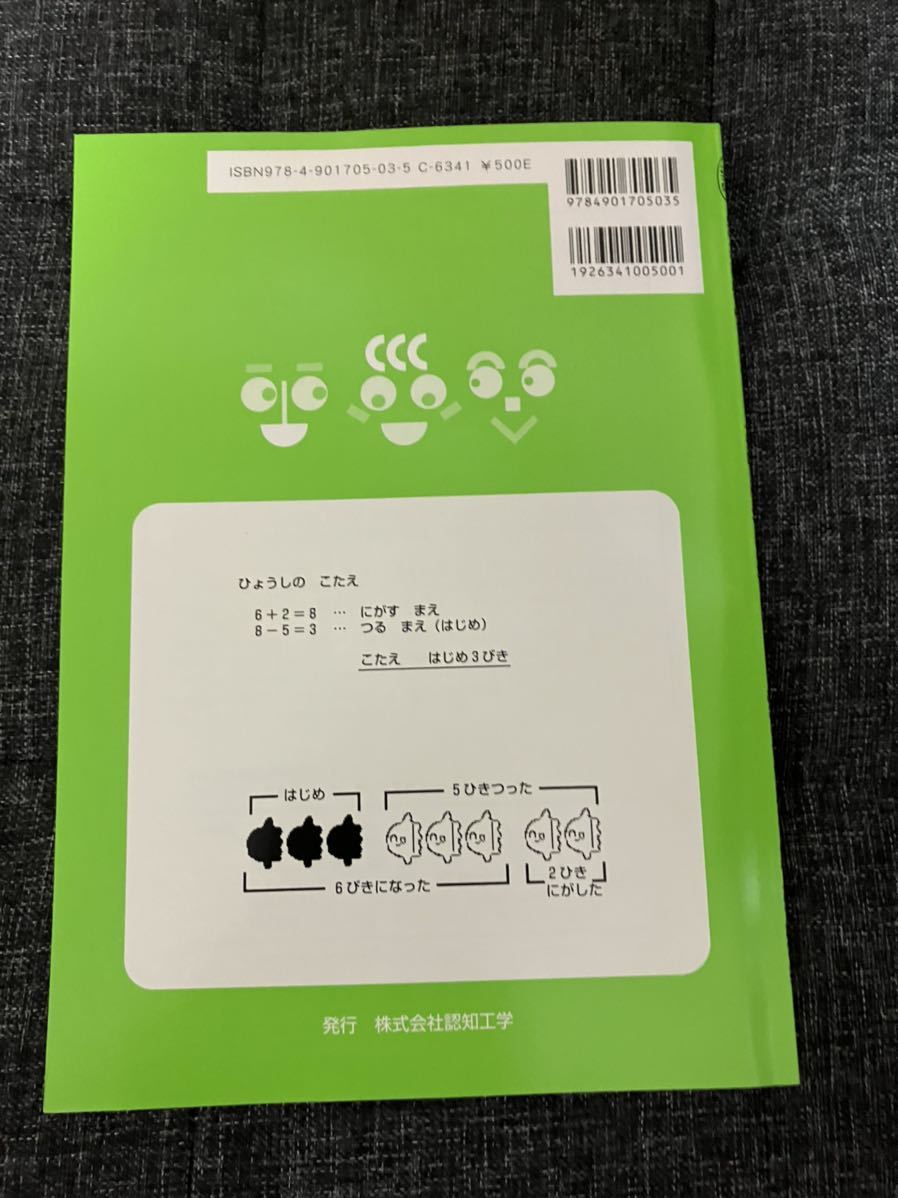 ISBN978-4-901705-03-5 C-6341 ¥500E
9784901705035
1926341005001
ひょうしの こたえ
6+2=8 … にがす まえ
8-5=3 … つる まえ(はじめ)
こたえ はじめ3びき
はじめ
5ひきつった
6ぴきになった
2ひき
にがした
発行 株式会社認知工学